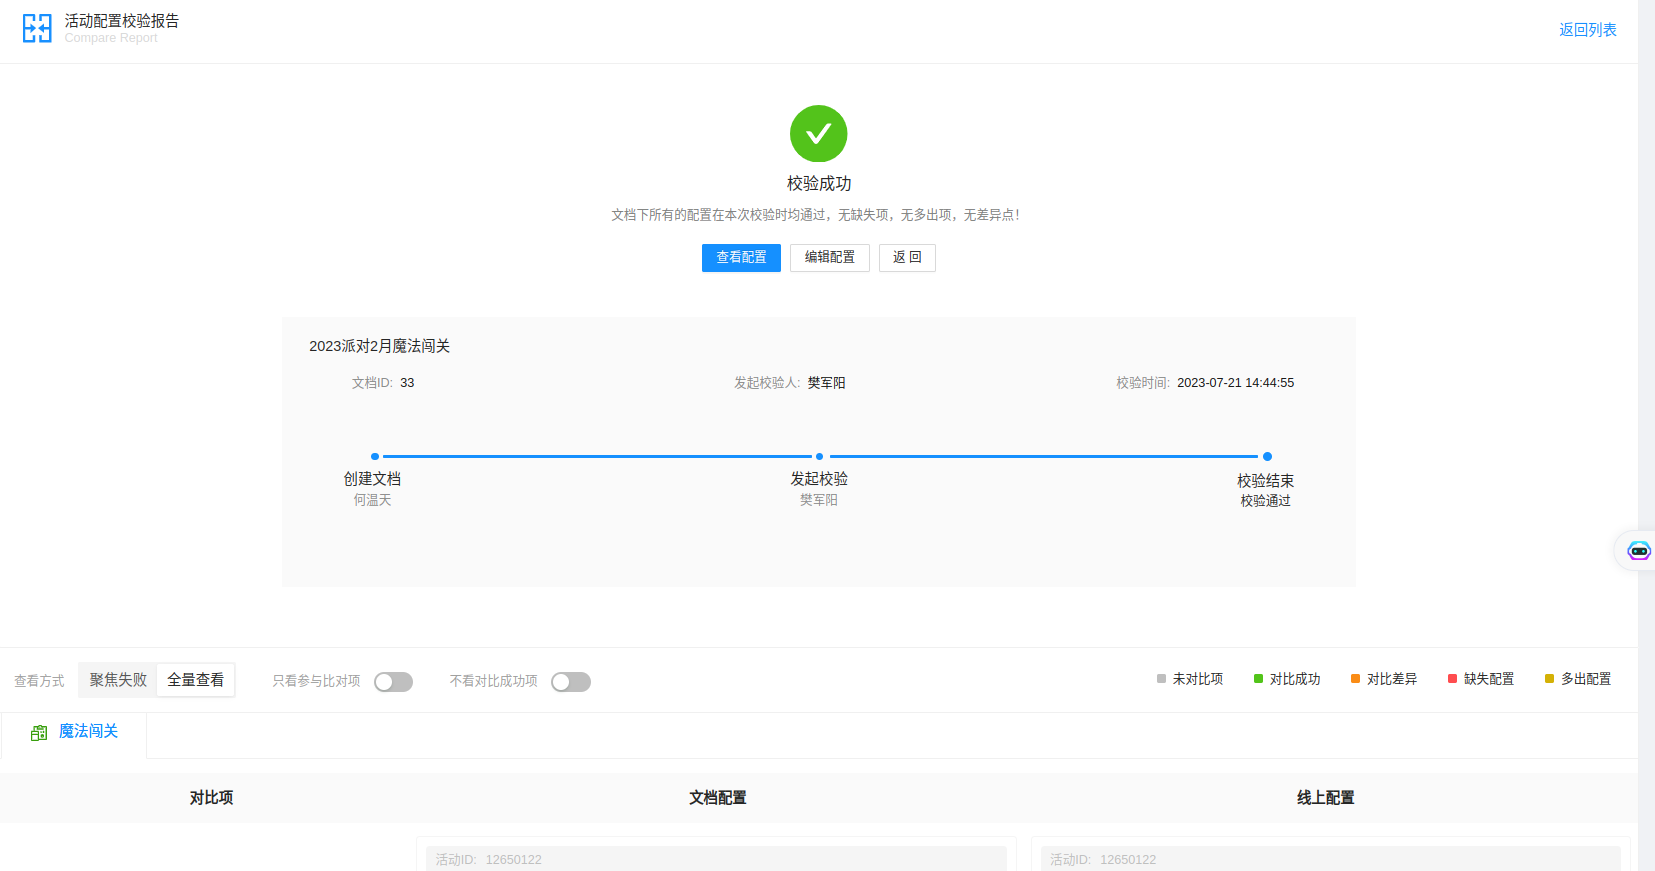 活动配置校验报告
Compare Report
返回列表
校验成功
文档下所有的配置在本次校验时均通过，无缺失项，无多出项，无差异点！
查看配置 编辑配置 返 回
2023派对2月魔法闯关
文档ID: 33 发起校验人: 樊军阳 校验时间: 2023-07-21 14:44:55
创建文档 发起校验 校验结束
何温天 樊军阳 校验通过
查看方式 聚焦失败 全量查看 只看参与比对项 不看对比成功项 未对比项 对比成功 对比差异 缺失配置 多出配置
魔法闯关
对比项 文档配置 线上配置
活动ID: 12650122 活动ID: 12650122